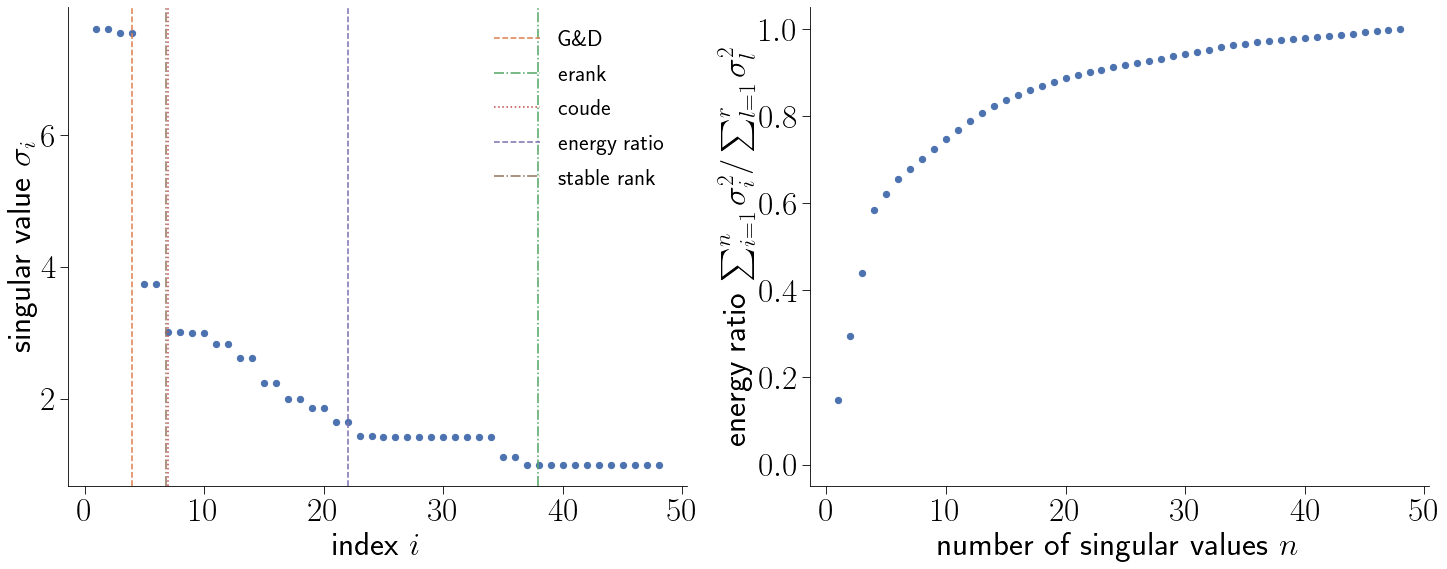 singular value σ_i
6
4
2
0 10 20 30 40 50
index i
G&D
erank
coude
energy ratio
stable rank
energy ratio ∑_{i=1}^{n} σ_i^2 / ∑_{l=1}^{r} σ_l^2
1.0
0.8
0.6
0.4
0.2
0.0
0 10 20 30 40 50
number of singular values n